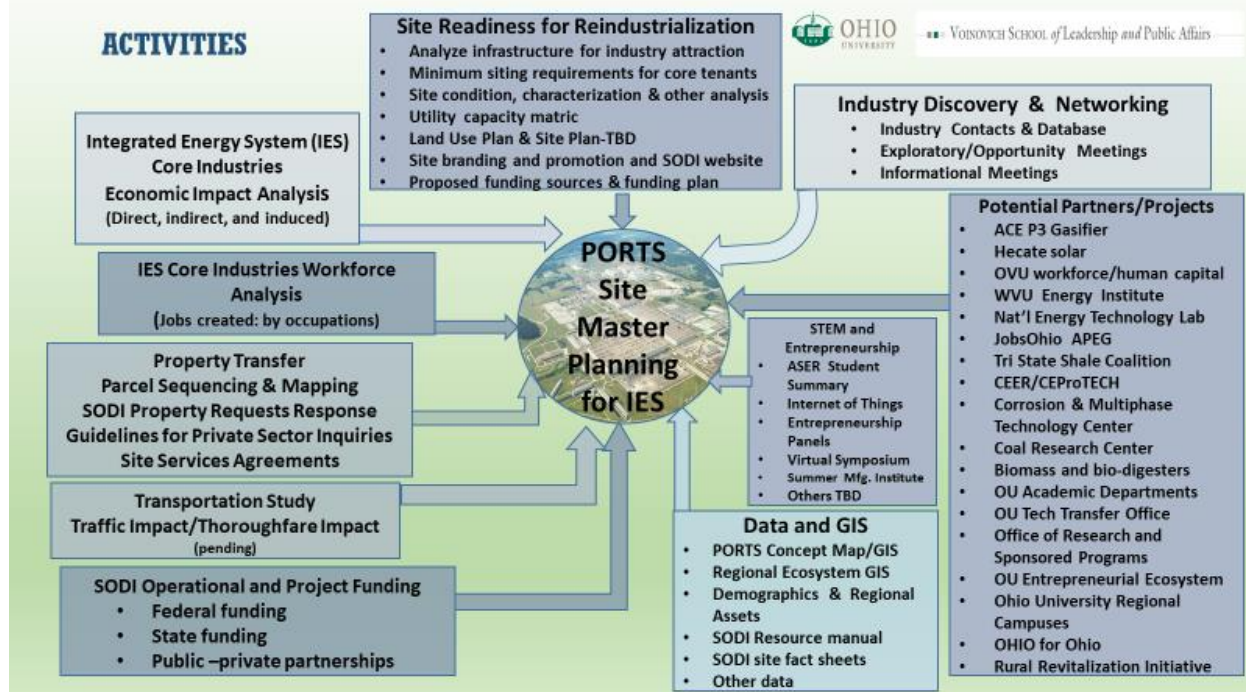 ACTIVITIES
Site Readiness for Reindustrialization
• Analyze infrastructure for industry attraction
• Minimum siting requirements for core tenants
• Site condition, characterization & other analysis
• Utility capacity matric
• Land Use Plan & Site Plan-TBD
• Site branding and promotion and SODI website
• Proposed funding sources & funding plan
OHIO
UNIVERSITY
VOINOVICH SCHOOL of Leadership and Public Affairs
Integrated Energy System (IES)
Core Industries
Economic Impact Analysis
(Direct, indirect, and induced)
Industry Discovery & Networking
• Industry Contacts & Database
• Exploratory/Opportunity Meetings
• Informational Meetings
IES Core Industries Workforce
Analysis
(Jobs created: by occupations)
PORTS
Site
Master
Planning
for IES
Potential Partners/Projects
• ACE P3 Gasifier
• Hecate solar
• OVU workforce/human capital
• WVU Energy Institute
• Nat'l Energy Technology Lab
• JobsOhio APEG
• Tri State Shale Coalition
• CEER/CEProTECH
• Corrosion & Multiphase
Technology Center
• Coal Research Center
• Biomass and bio-digesters
• OU Academic Departments
• OU Tech Transfer Office
• Office of Research and
Sponsored Programs
• OU Entrepreneurial Ecosystem
• Ohio University Regional
Campuses
• OHIO for Ohio
• Rural Revitalization Initiative
Property Transfer
Parcel Sequencing & Mapping
SODI Property Requests Response
Guidelines for Private Sector Inquiries
Site Services Agreements
STEM and
Entrepreneurship
• ASER Student
Summary
• Internet of Things
• Entrepreneurship
Panels
• Virtual Symposium
• Summer Mfg. Institute
• Others TBD
Transportation Study
Traffic Impact/Thoroughfare Impact
(pending)
Data and GIS
• PORTS Concept Map/GIS
• Regional Ecosystem GIS
• Demographics & Regional
Assets
• SODI Resource manual
• SODI site fact sheets
• Other data
SODI Operational and Project Funding
• Federal funding
• State funding
• Public –private partnerships